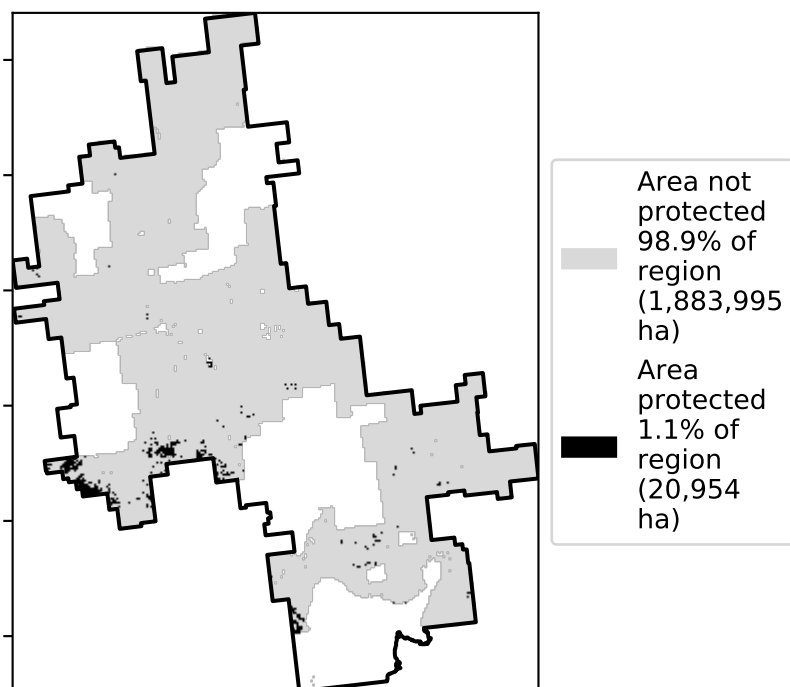 Area not
protected
98.9% of
region
(1,883,995
ha)
Area
protected
1.1% of
region
(20,954
ha)